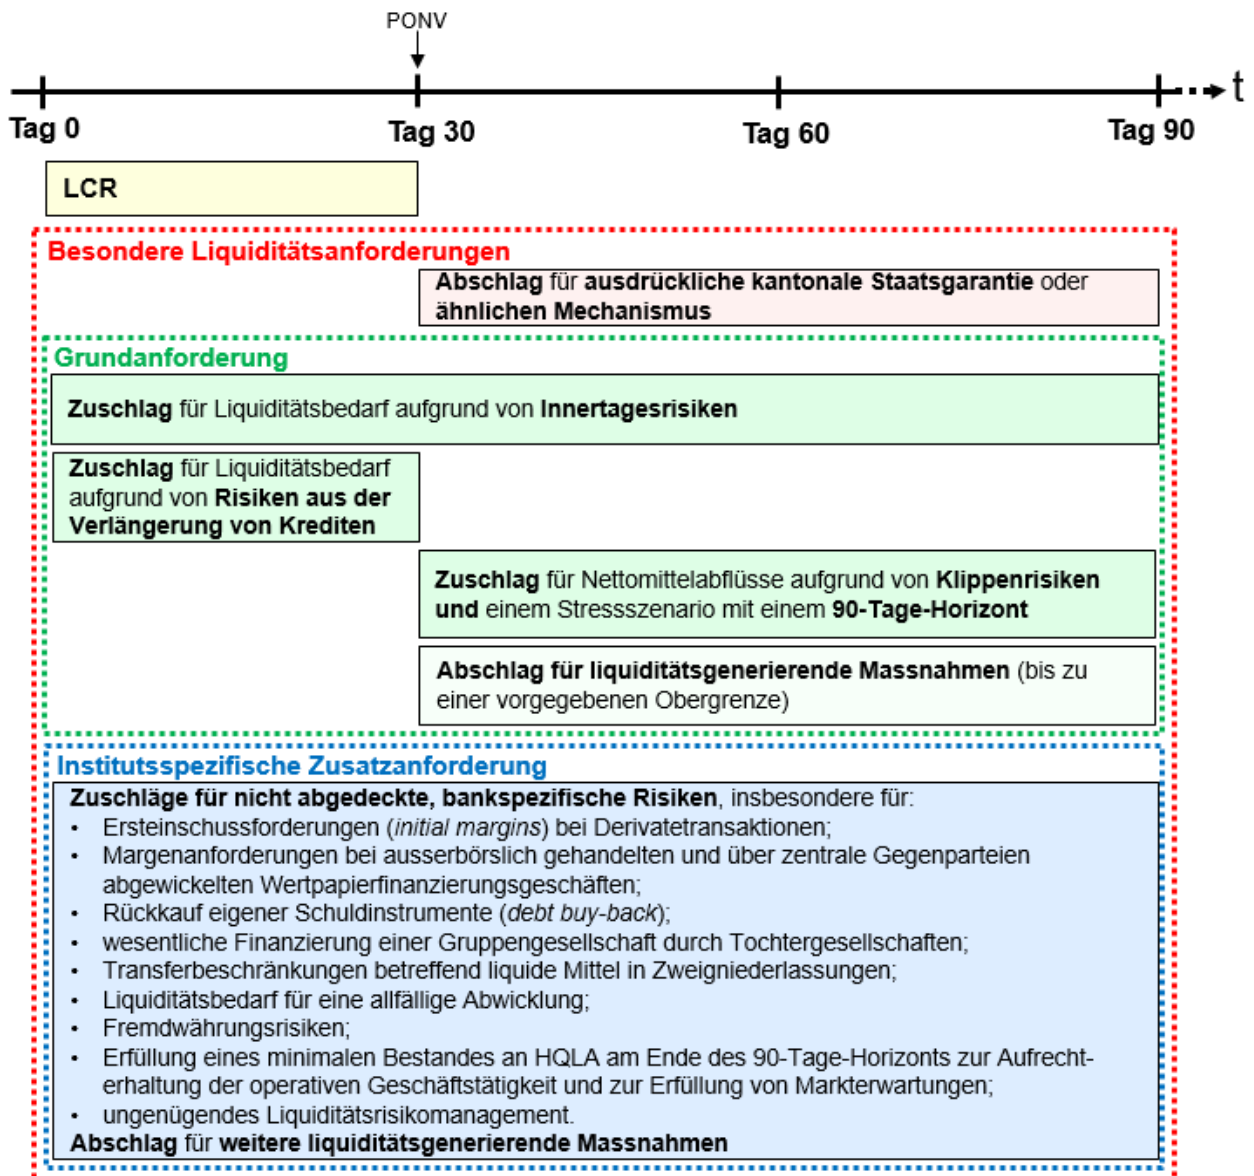 PONV
t
Tag 0
Tag 30
Tag 60
Tag 90
LCR
Besondere Liquiditätsanforderungen
Abschlag für ausdrückliche kantonale Staatsgarantie oder
ähnlichen Mechanismus
Grundanforderung
Zuschlag für Liquiditätsbedarf aufgrund von Innertagesrisiken
Zuschlag für Liquiditätsbedarf
aufgrund von Risiken aus der
Verlängerung von Krediten
Zuschlag für Nettomittelabflüsse aufgrund von Klippenrisiken
und einem Stressszenario mit einem 90-Tage-Horizont
Abschlag für liquiditätsgenerierende Massnahmen (bis zu
einer vorgegebenen Obergrenze)
Institutsspezifische Zusatzanforderung
Zuschläge für nicht abgedeckte, bankspezifische Risiken, insbesondere für:
• Ersteinschussforderungen (initial margins) bei Derivatetransaktionen;
• Margenanforderungen bei ausserbörslich gehandelten und über zentrale Gegenparteien
abgewickelten Wertpapierfinanzierungsgeschäften;
• Rückkauf eigener Schuldinstrumente (debt buy-back);
• wesentliche Finanzierung einer Gruppengesellschaft durch Tochtergesellschaften;
• Transferbeschränkungen betreffend liquide Mittel in Zweigniederlassungen;
• Liquiditätsbedarf für eine allfällige Abwicklung;
• Fremdwährungsrisiken;
• Erfüllung eines minimalen Bestandes an HQLA am Ende des 90-Tage-Horizonts zur Aufrecht-
erhaltung der operativen Geschäftstätigkeit und zur Erfüllung von Markterwartungen;
• ungenügendes Liquiditätsrisikomanagement.
Abschlag für weitere liquiditätsgenerierende Massnahmen